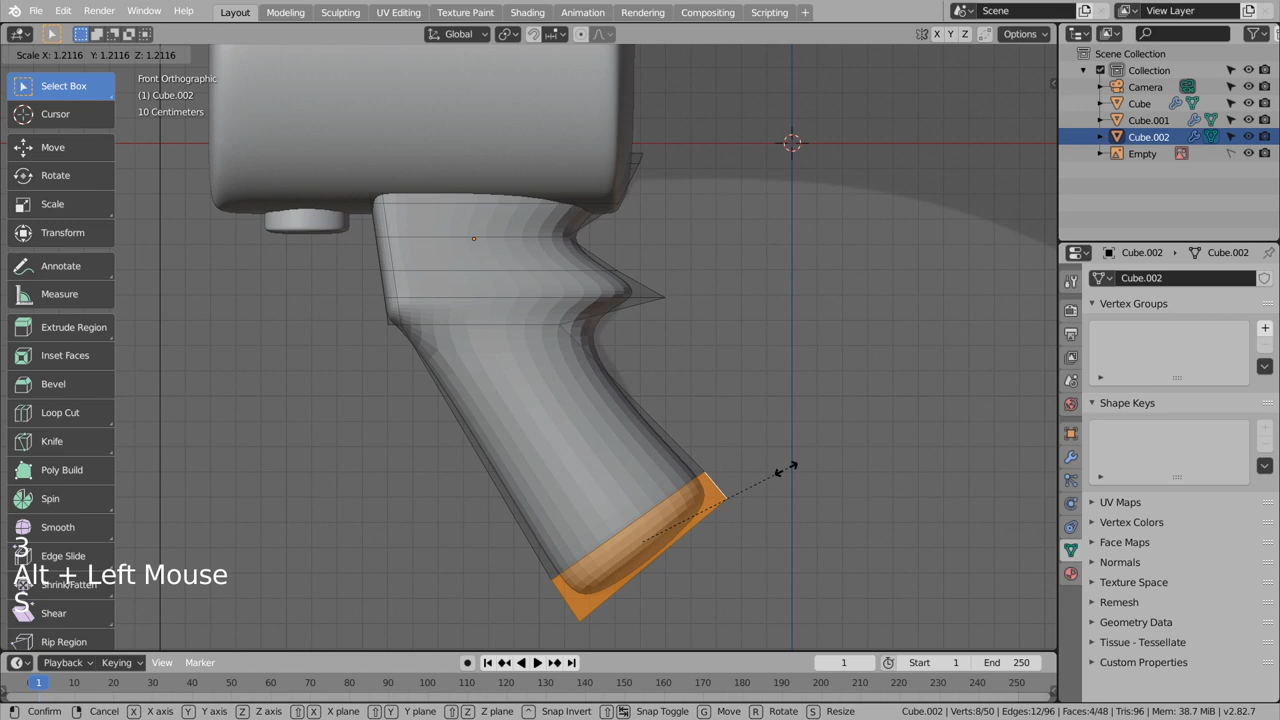 File Edit Render Window Help
Layout Modeling Sculpting UV Editing Texture Paint Shading Animation Rendering Compositing Scripting +
Scene View Layer
Global X Y Z Options
Scale X: 1.2116 Y: 1.2116 Z: 1.2116
Front Orthographic
(1) Cube.002
10 Centimeters
Select Box
Cursor
Move
Rotate
Scale
Transform
Annotate
Measure
Extrude Region
Inset Faces
Bevel
Loop Cut
Knife
Poly Build
Spin
Smooth
Edge Slide
Shrink/Fatten
Shear
Rip Region
3
Alt + Left Mouse
S
Scene Collection
Collection
Camera
Cube
Cube.001
Cube.002
Empty
Cube.002 Cube.002
Cube.002
Vertex Groups
Shape Keys
UV Maps
Vertex Colors
Face Maps
Normals
Texture Space
Remesh
Geometry Data
Tissue - Tessellate
Custom Properties
Playback Keying View Marker
1 Start 1 End 250
1 10 20 30 40 50 60 70 80 90 100 110 120 130 140 150 160 170 180 190 200 210 220 230 240 250
Confirm Cancel X X axis Y Y axis Z Z axis X X plane Y Y plane Z Z plane Snap Invert Snap Toggle G Move R Rotate S Resize Cube.002 | Verts:8/50 | Edges:12/96 | Faces:4/48 | Tris:96 | Mem: 38.7 MiB | v2.82.7